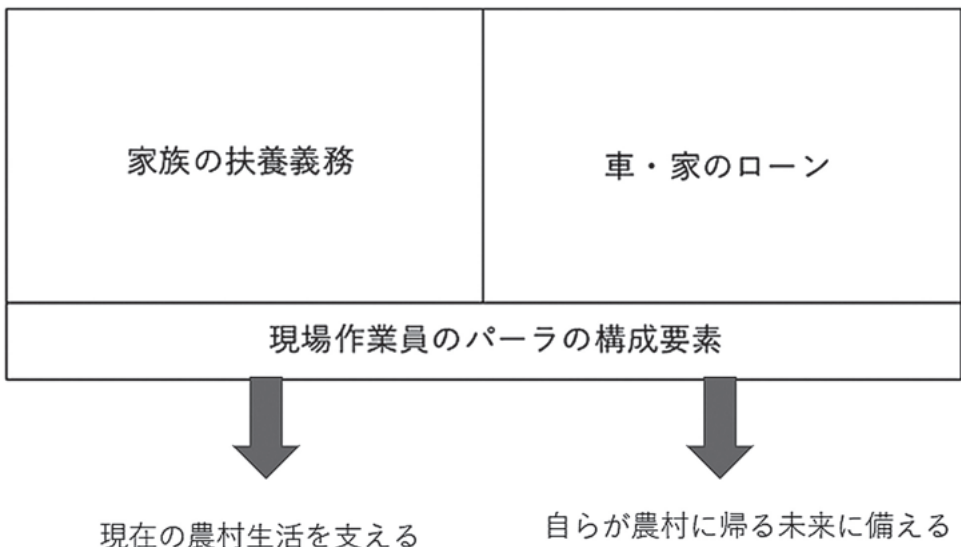 家族の扶養義務
車・家のローン
現場作業員のパーラの構成要素
現在の農村生活を支える
自らが農村に帰る未来に備える